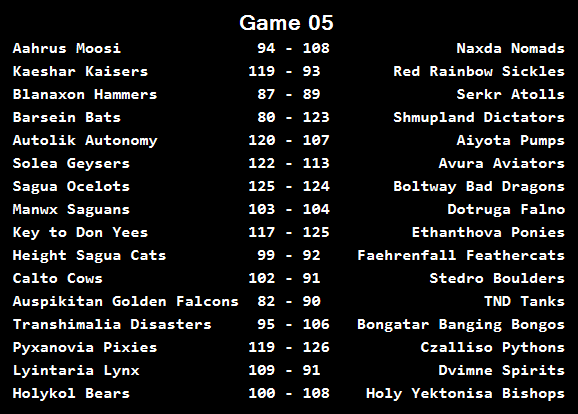 Game 05
Aahrus Moosi 94 - 108 Naxda Nomads
Kaeshar Kaisers 119 - 93 Red Rainbow Sickles
Blanaxon Hammers 87 - 89 Serkr Atolls
Barsein Bats 80 - 123 Shmupland Dictators
Autolik Autonomy 120 - 107 Aiyota Pumps
Solea Geysers 122 - 113 Avura Aviators
Sagua Ocelots 125 - 124 Boltway Bad Dragons
Manwx Saguans 103 - 104 Dotruga Falno
Key to Don Yees 117 - 125 Ethanthova Ponies
Height Sagua Cats 99 - 92 Faehrenfall Feathercats
Calto Cows 102 - 91 Stedro Boulders
Auspikitan Golden Falcons 82 - 90 TND Tanks
Transhimalia Disasters 95 - 106 Bongatar Banging Bongos
Pyxanovia Pixies 119 - 126 Czalliso Pythons
Lyintaria Lynx 109 - 91 Dvimne Spirits
Holykol Bears 100 - 108 Holy Yektonisa Bishops